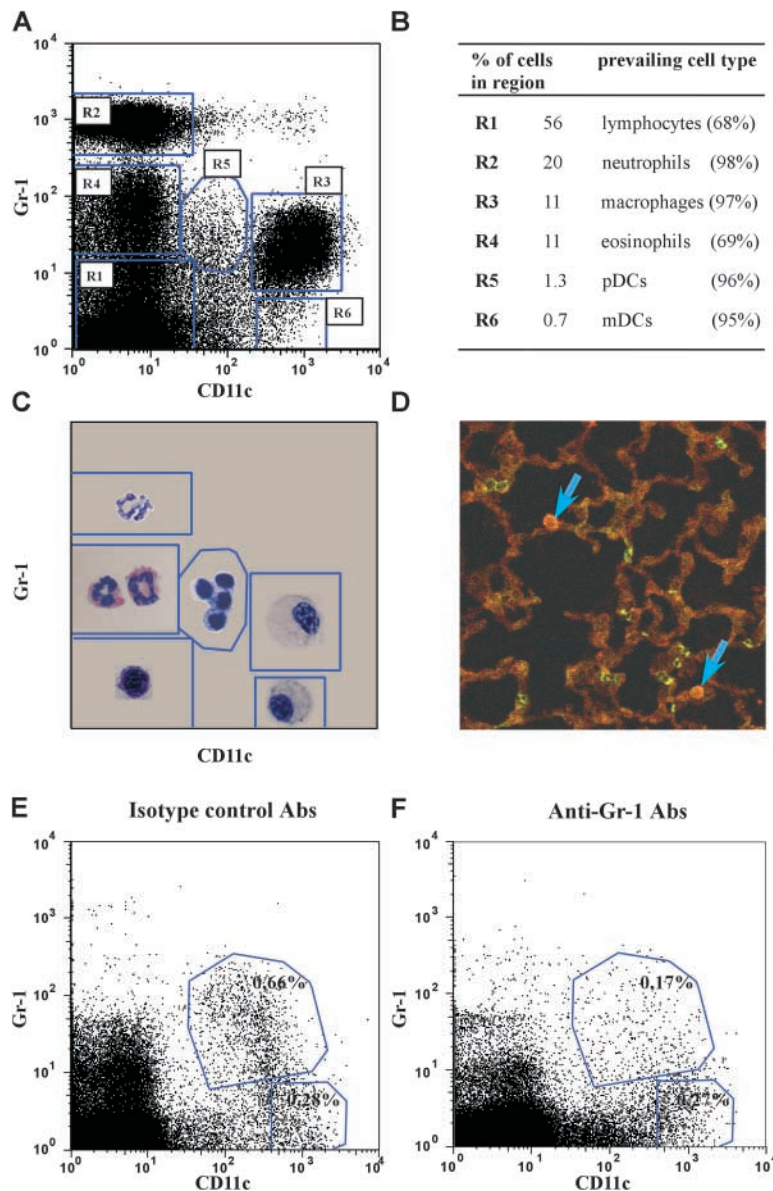 A
10^4
10^3
10^2
10^1
10^0
Gr-1
R2
R4
R1
R5
R3
R6
10^0 10^1 10^2 10^3 10^4
CD11c
B
% of cells in region prevailing cell type
R1 56 lymphocytes (68%)
R2 20 neutrophils (98%)
R3 11 macrophages (97%)
R4 11 eosinophils (69%)
R5 1.3 pDCs (96%)
R6 0.7 mDCs (95%)
C
Gr-1
CD11c
D
E
Isotype control Abs
10^4
10^3
10^2
10^1
10^0
Gr-1
0.66%
0.28%
10^0 10^1 10^2 10^3 10^4
CD11c
F
Anti-Gr-1 Abs
10^4
10^3
10^2
10^1
10^0
Gr-1
0.17%
0.27%
10^0 10^1 10^2 10^3 10^4
CD11c